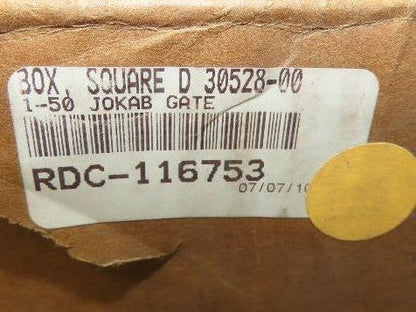 BOX, SQUARE D 30528-00
1-50 JOKAB GATE
RDC-116753
07/07/10